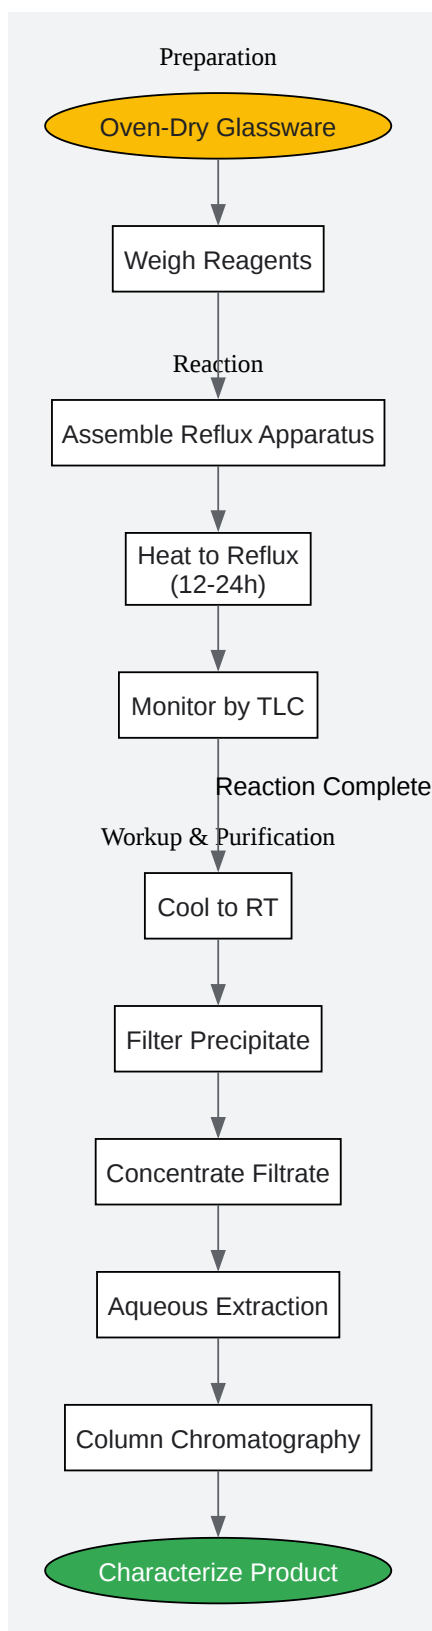 Preparation
Oven-Dry Glassware
Weigh Reagents
Reaction
Assemble Reflux Apparatus
Heat to Reflux
(12-24h)
Monitor by TLC
Reaction Complete
Workup & Purification
Cool to RT
Filter Precipitate
Concentrate Filtrate
Aqueous Extraction
Column Chromatography
Characterize Product